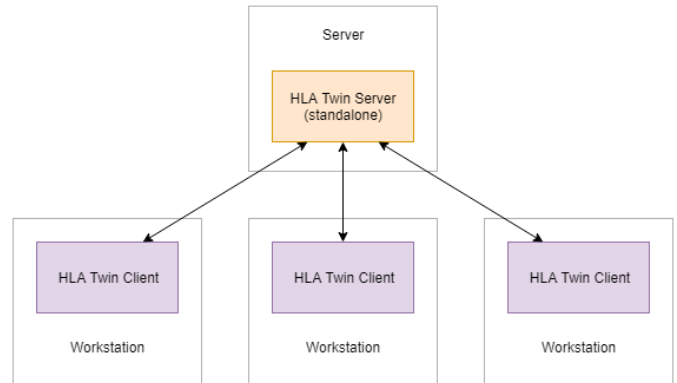 Server
HLA Twin Server
(standalone)
HLA Twin Client
HLA Twin Client
HLA Twin Client
Workstation
Workstation
Workstation